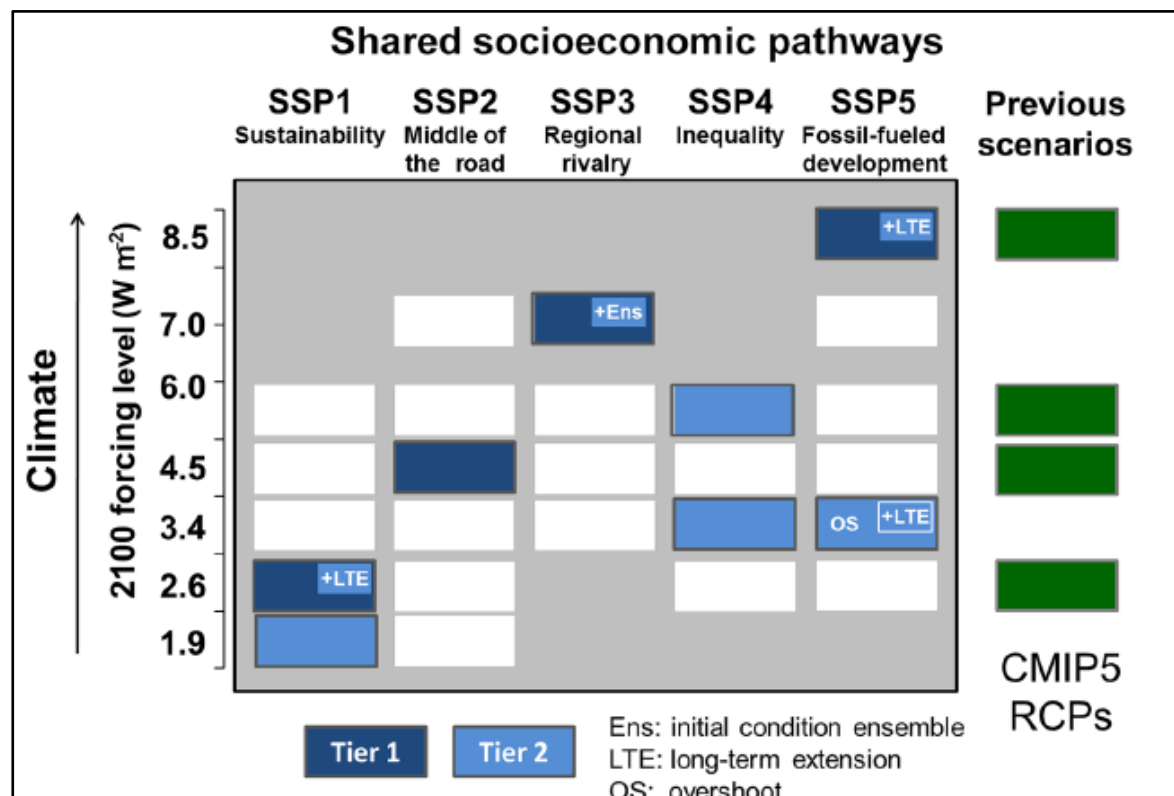 Shared socioeconomic pathways
SSP1
Sustainability
SSP2
Middle of
the road
SSP3
Regional
rivalry
SSP4
Inequality
SSP5
Fossil-fueled
development
Previous
scenarios
Climate
2100 forcing level (W m-2)
8.5
+LTE
7.0
+Ens
6.0
4.5
3.4
OS
+LTE
2.6
+LTE
1.9
CMIP5
RCPs
Tier 1
Tier 2
Ens: initial condition ensemble
LTE: long-term extension
OS: overshoot